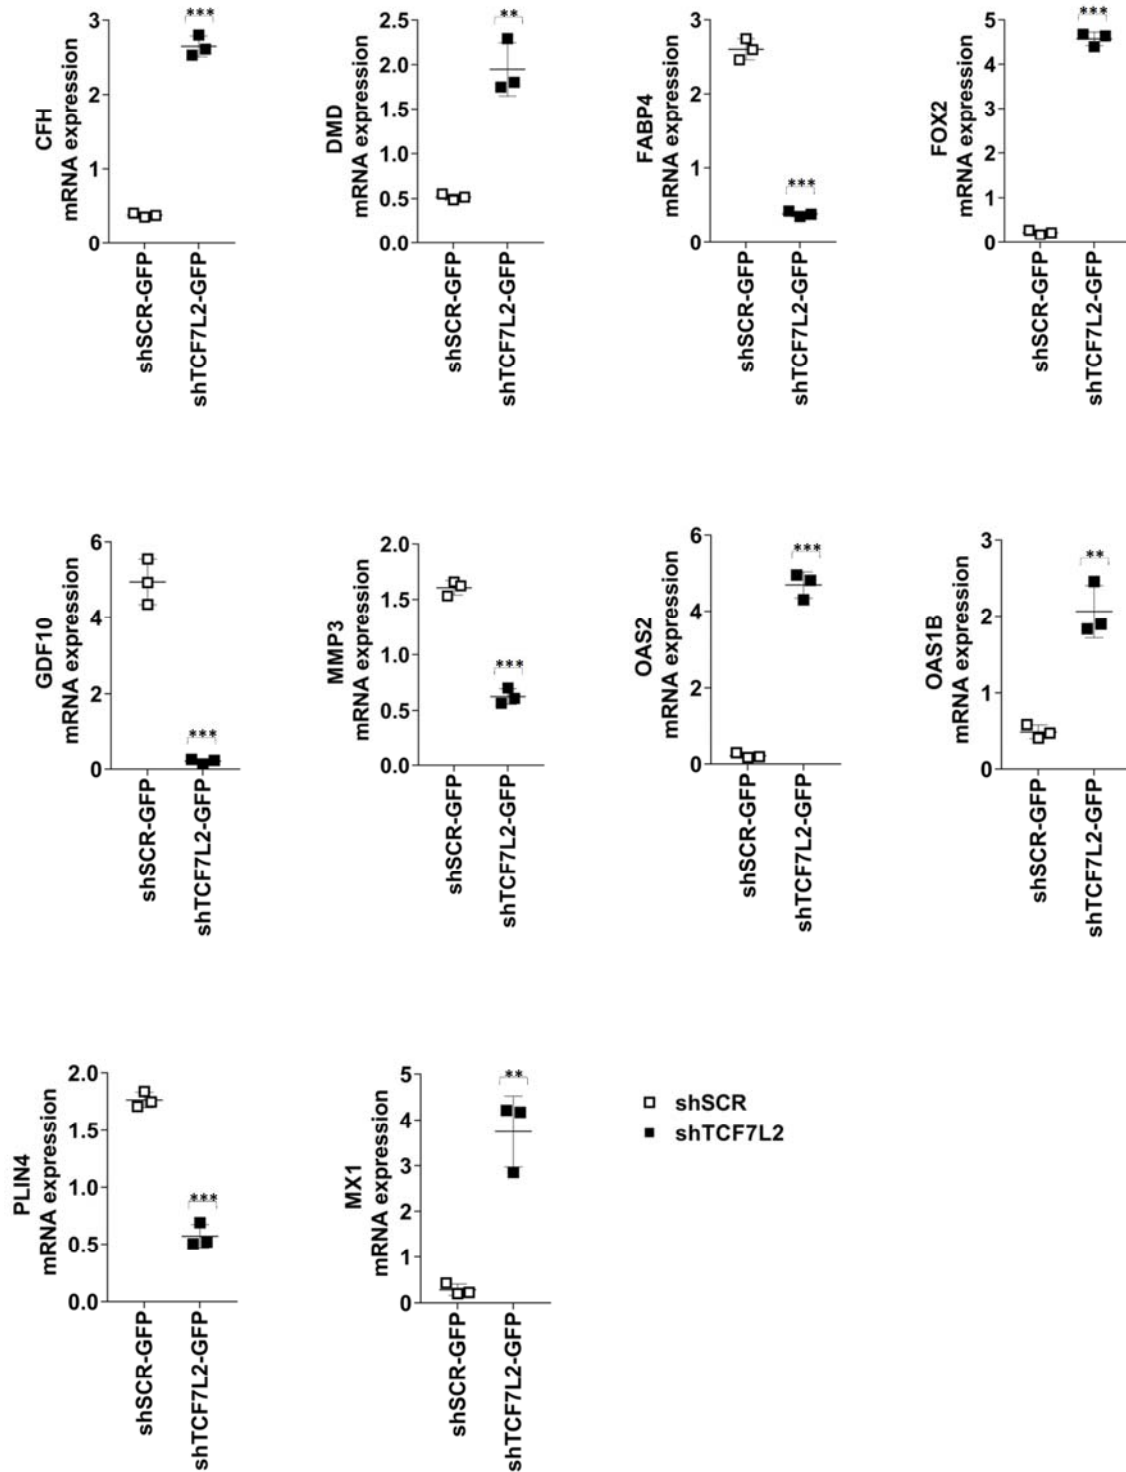 CFH
mRNA expression
3
2
1
0
***
shSCR-GFP
shTCF7L2-GFP
DMD
mRNA expression
2.5
2.0
1.5
1.0
0.5
0.0
**
shSCR-GFP
shTCF7L2-GFP
FABP4
mRNA expression
3
2
1
0
***
shSCR-GFP
shTCF7L2-GFP
FOX2
mRNA expression
5
4
3
2
1
0
***
shSCR-GFP
shTCF7L2-GFP
GDF10
mRNA expression
6
4
2
0
***
shSCR-GFP
shTCF7L2-GFP
MMP3
mRNA expression
2.0
1.5
1.0
0.5
0.0
***
shSCR-GFP
shTCF7L2-GFP
OAS2
mRNA expression
6
4
2
0
***
shSCR-GFP
shTCF7L2-GFP
OAS1B
mRNA expression
3
2
1
0
**
shSCR-GFP
shTCF7L2-GFP
PLIN4
mRNA expression
2.0
1.5
1.0
0.5
0.0
***
shSCR-GFP
shTCF7L2-GFP
MX1
mRNA expression
5
4
3
2
1
0
**
shSCR-GFP
shTCF7L2-GFP
shSCR
shTCF7L2